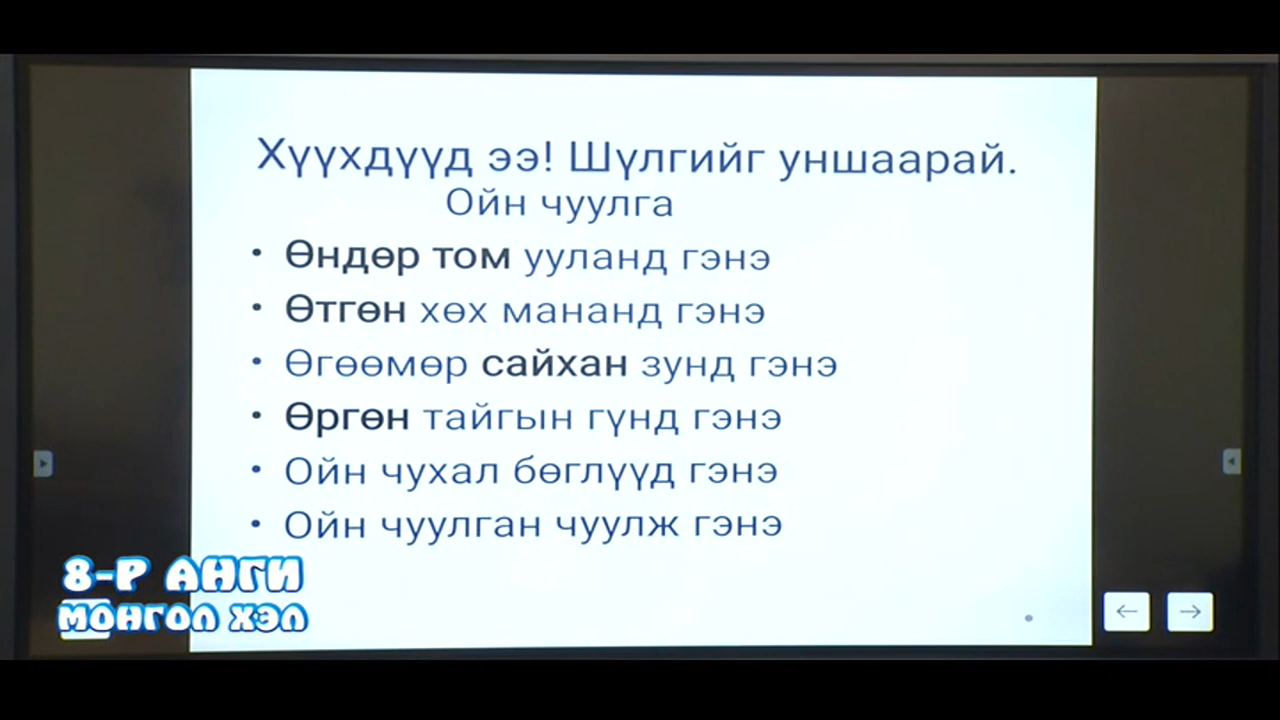 Хүүхдүүд ээ! Шүлгийг уншаарай.
Ойн чуулга
• Өндөр том ууланд гэнэ
• Өтгөн хөх мананд гэнэ
• Өгөөмөр сайхан зунд гэнэ
• Өргөн тайгын гүнд гэнэ
• Ойн чухал бөглүүд гэнэ
• Ойн чуулган чуулж гэнэ
8-Р АНГИ
МОНГОЛ ХЭЛ